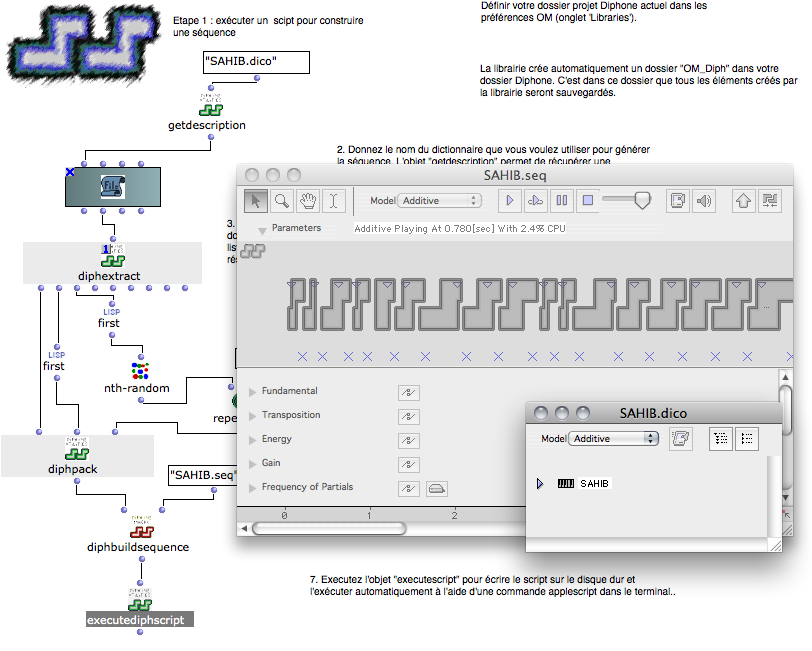 Etape 1 : exécuter un scipt pour construire
une séquence
Définir votre dossier projet Diphone actuel dans les
préférences OM (onglet 'Libraries').
La librairie crée automatiquement un dossier "OM_Diph" dans votre
dossier Diphone. C'est dans ce dossier que tous les éléments créés par
la librairie seront sauvegardés.
"SAHIB.dico"
getdescription
2. Donnez le nom du dictionnaire que vous voulez utiliser pour générer
la séquence. L'objet "getdescription" permet de récupérer une
File
3.
do
lis
rés
1
diphextract
LISP
first
LISP
first
nth-random
repe
diphpack
"SAHIB.seq"
diphbuildsequence
executediphscript
SAHIB.seq
Model
Additive
Parameters
Additive Playing At 0.780[sec] With 2.4% CPU
Fundamental
Transposition
Energy
Gain
Frequency of Partials
0
1
2
SAHIB.dico
Model
Additive
SAHIB
7. Executez l'objet "executescript" pour écrire le script sur le disque dur et
l'exécuter automatiquement à l'aide d'une commande applescript dans le terminal..